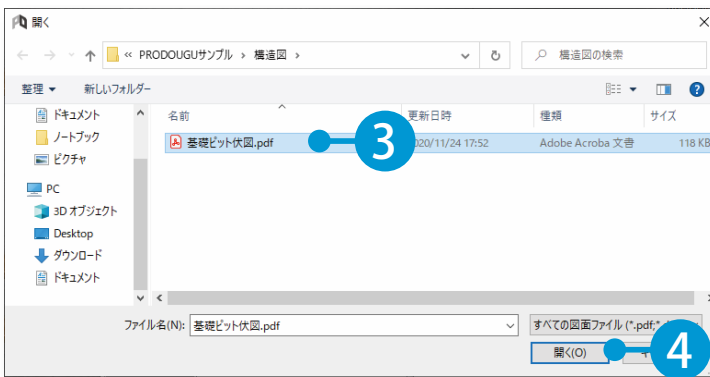 開く
« PRODOUGUサンプル › 構造図 ›
構造図の検索
整理 新しいフォルダー
ドキュメント
ノートブック
ピクチャ
PC
3D オブジェクト
Desktop
ダウンロード
ドキュメント
名前 更新日時 種類 サイズ
基礎ピット伏図.pdf 2020/11/24 17:52 Adobe Acroba 文書 118 KB
3
ファイル名(N): 基礎ピット伏図.pdf すべての図面ファイル (*.pdf;*
開く(O)
4